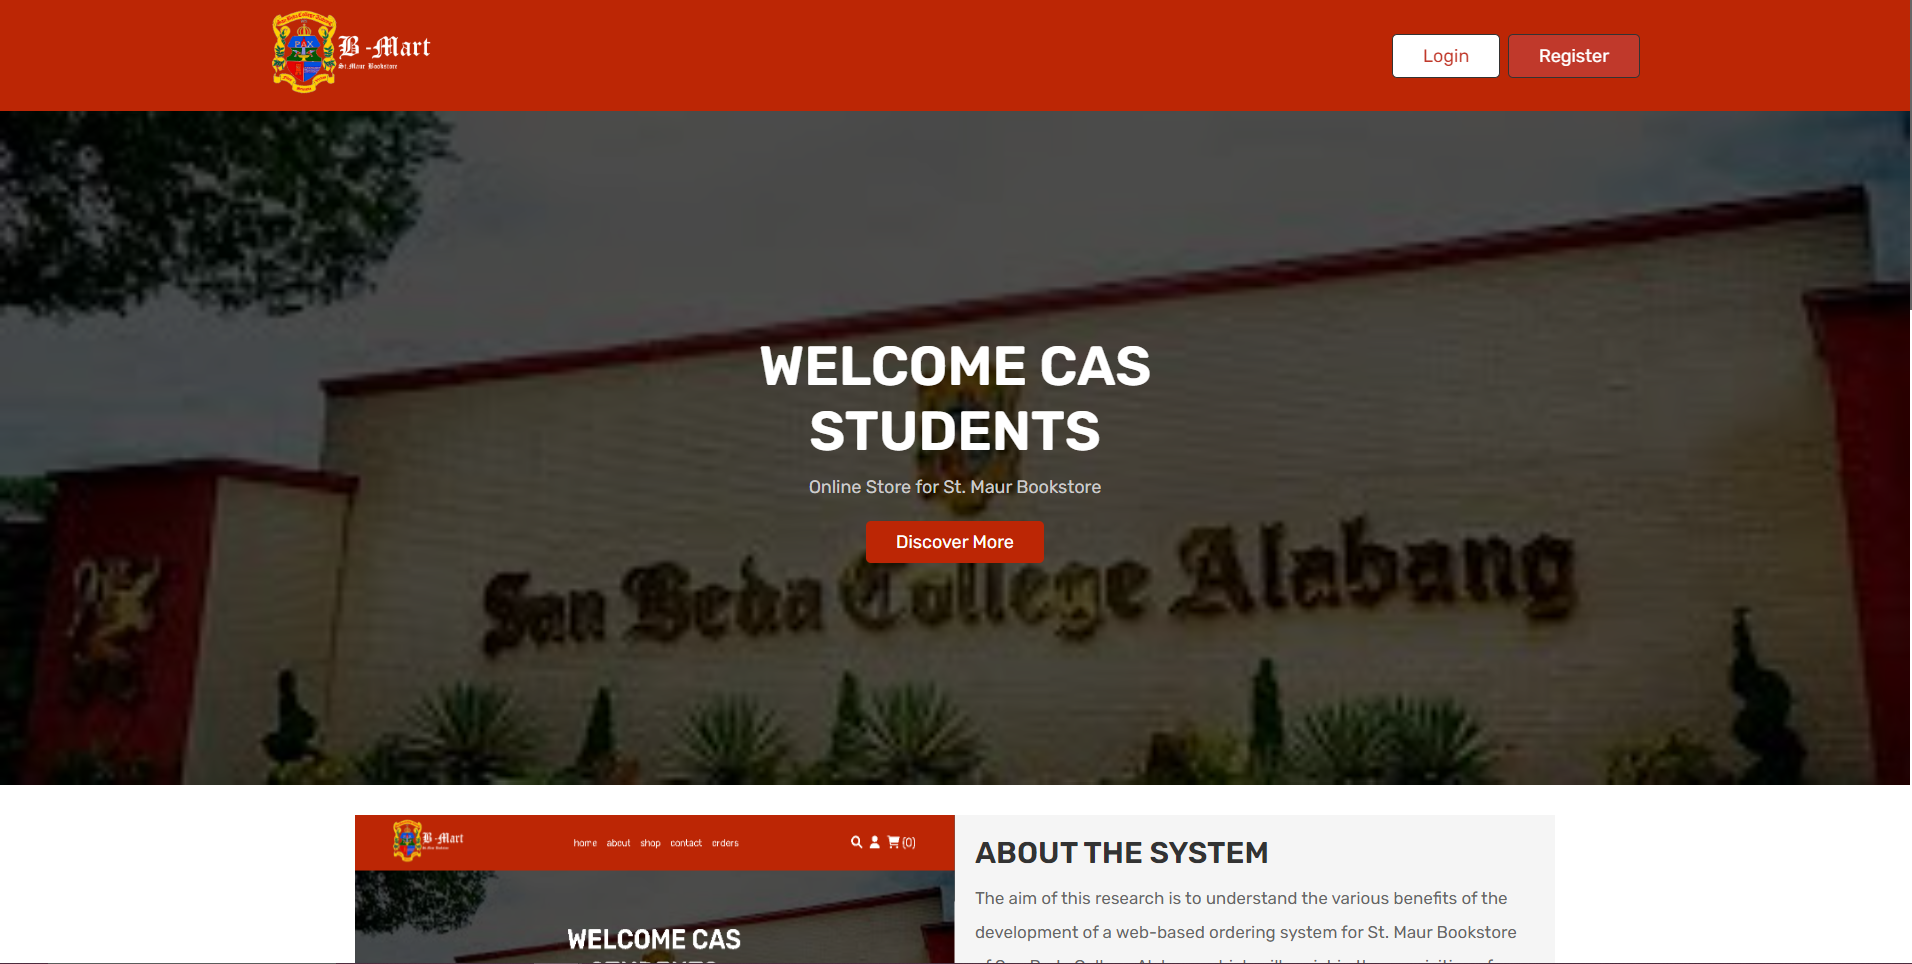 PAX
B-Mart
St.Maur Bookstore
Login
Register
WELCOME CAS
STUDENTS
Online Store for St. Maur Bookstore
Discover More
San Beda College Alabang
B-Mart
home about shop contact orders
(0)
WELCOME CAS
STUDENTS
ABOUT THE SYSTEM
The aim of this research is to understand the various benefits of the
development of a web-based ordering system for St. Maur Bookstore